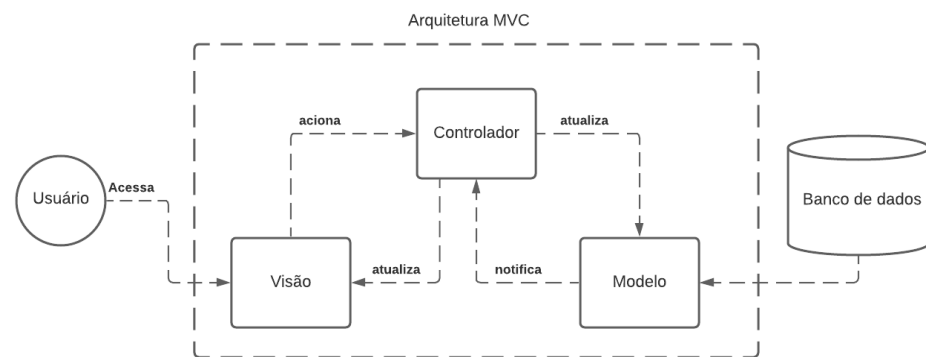 Arquitetura MVC
aciona
Controlador
atualiza
Acessa
Usuário
Banco de dados
atualiza
notifica
Visão
Modelo